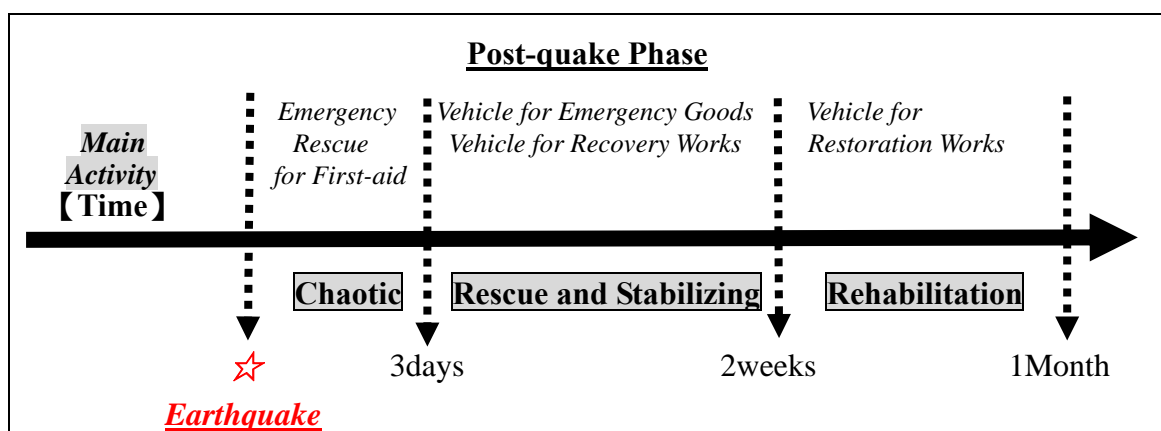 Post-quake Phase
Main
Activity
【Time】
Emergency
Rescue
for First-aid
Vehicle for Emergency Goods
Vehicle for Recovery Works
Vehicle for
Restoration Works
Chaotic
Rescue and Stabilizing
Rehabilitation
3days
2weeks
1Month
Earthquake